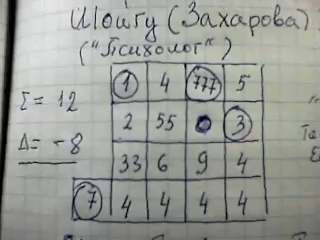 Шойгу (Захарова)
("Психолог")
1 4 777 5
Σ = 12
2 55 0 3
Δ = -8
33 6 9 4
7 4 4 4 4